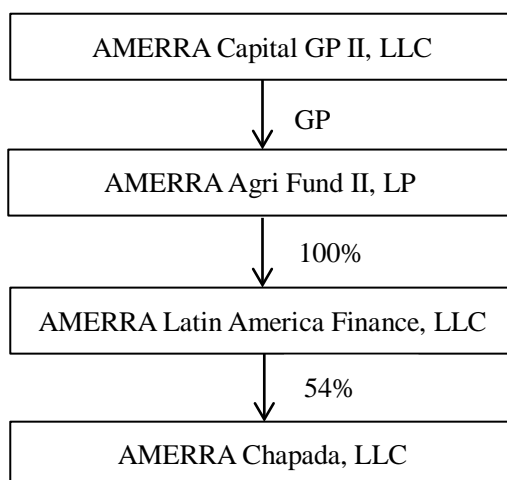 AMERRA Capital GP II, LLC
GP
AMERRA Agri Fund II, LP
100%
AMERRA Latin America Finance, LLC
54%
AMERRA Chapada, LLC